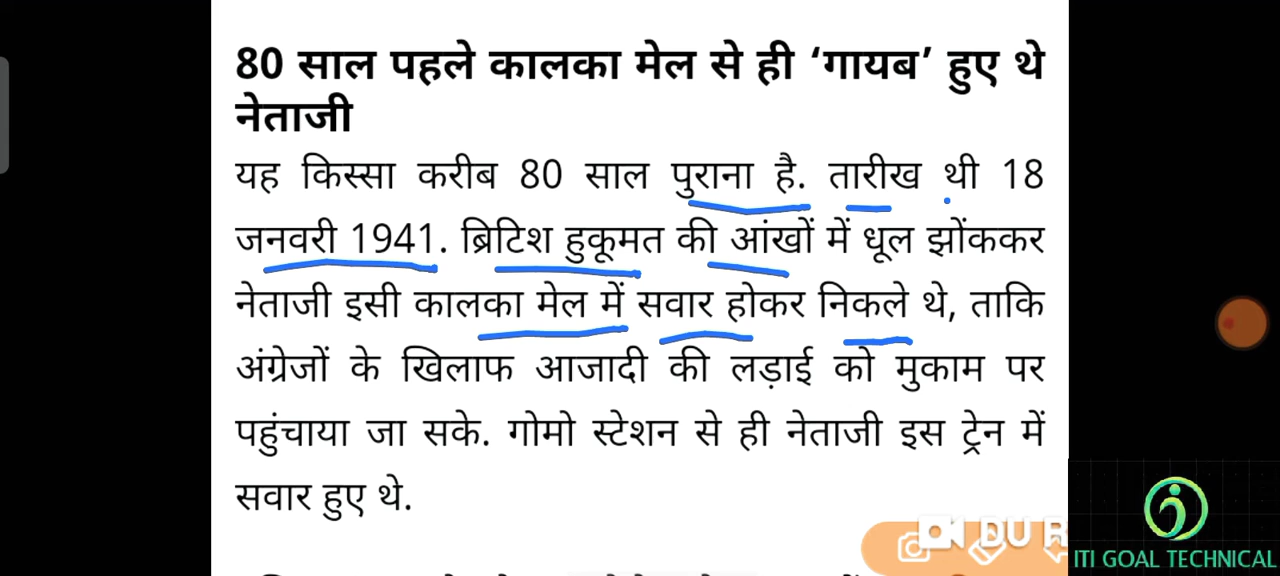 80 साल पहले कालका मेल से ही ‘गायब’ हुए थे
नेताजी
यह किस्सा करीब 80 साल पुराना है. तारीख थी 18
जनवरी 1941. ब्रिटिश हुकूमत की आंखों में धूल झोंककर
नेताजी इसी कालका मेल में सवार होकर निकले थे, ताकि
अंग्रेजों के खिलाफ आजादी की लड़ाई को मुकाम पर
पहुंचाया जा सके. गोमो स्टेशन से ही नेताजी इस ट्रेन में
सवार हुए थे.
DU R
ITI GOAL TECHNICAL